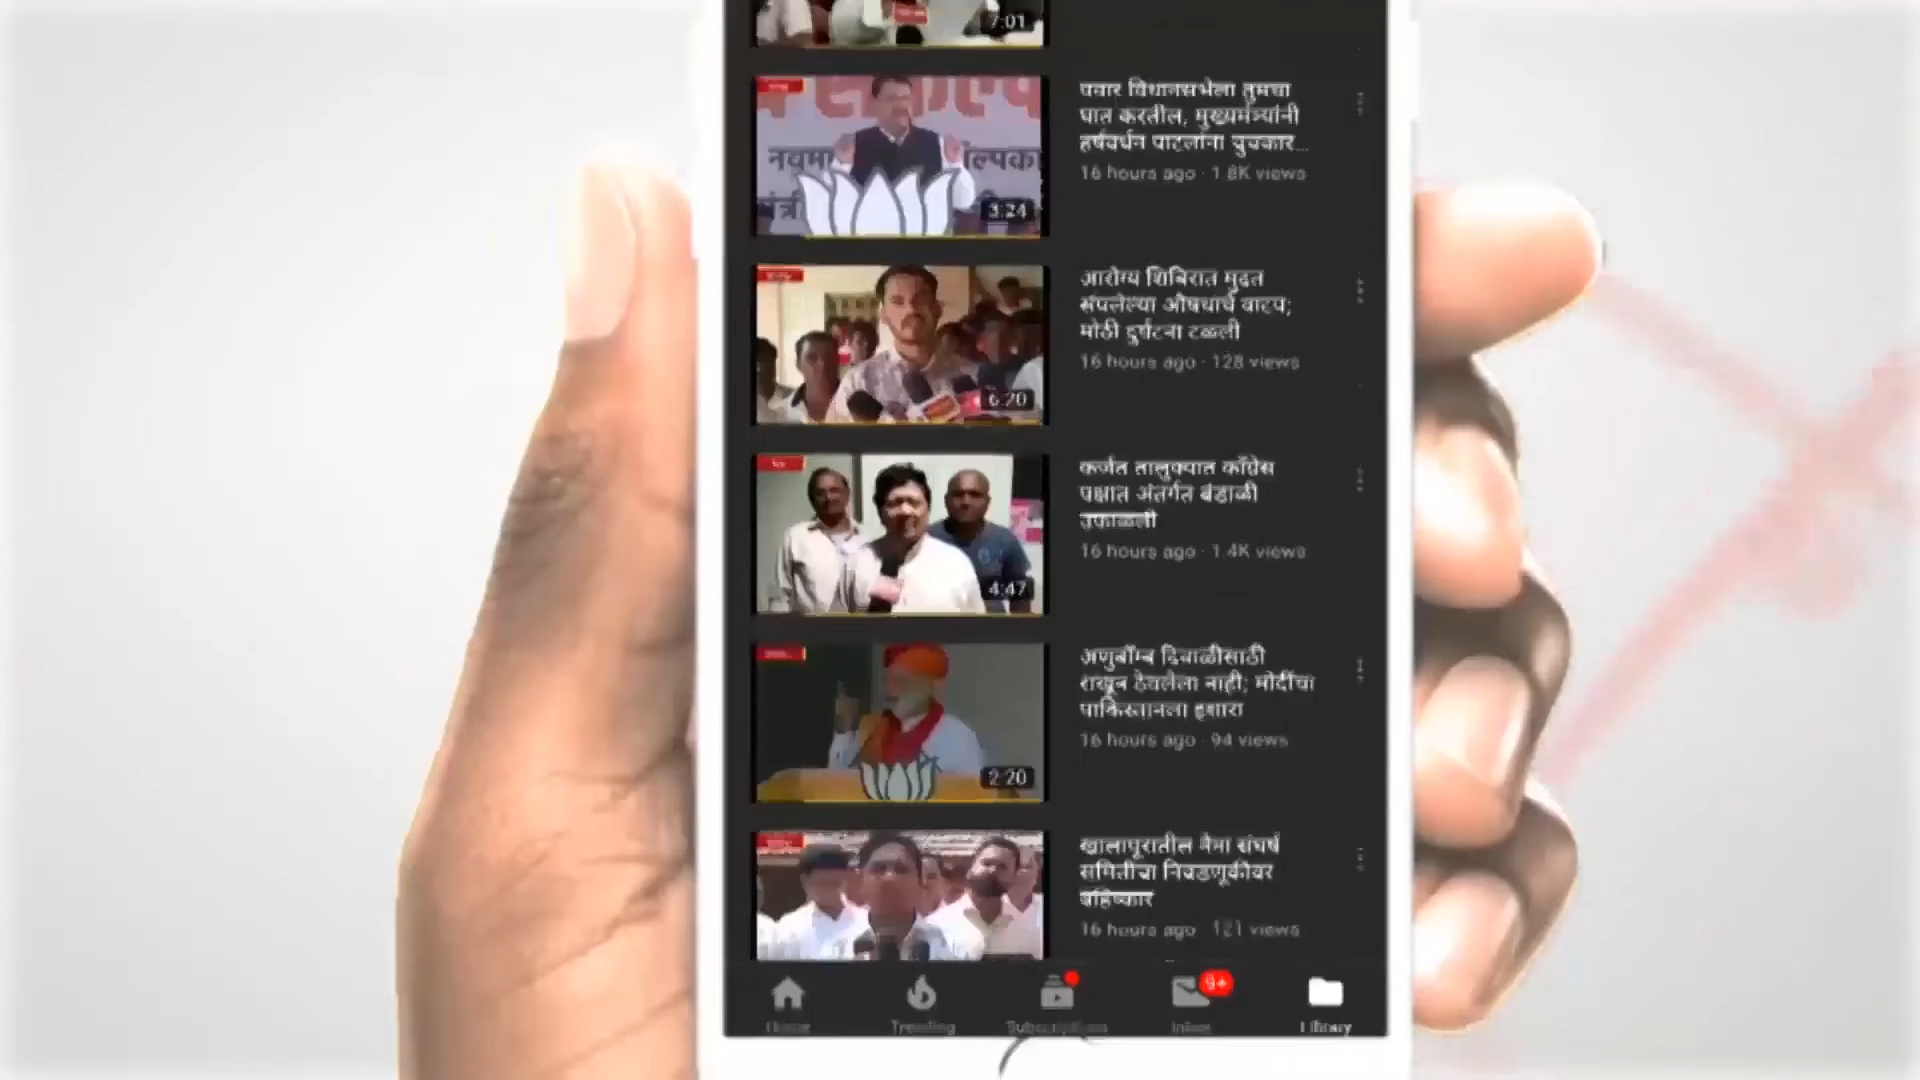 7:01
पवार विधानसभेला तुमचा
घात करतील, मुख्यमंत्र्यांनी
हर्षवर्धन पाटलांना चुचकार...
16 hours ago · 1.8K views
3:24
आरोग्य शिबिरात मुदत
संपलेल्या औषधाचे वाटप;
मोठी दुर्घटना टळली
16 hours ago · 128 views
6:20
कर्जत तालुक्यात काँग्रेस
पक्षात अंतर्गत बंडाळी
उफाळली
16 hours ago · 1.4K views
4:47
अणुबॉम्ब दिवाळीसाठी
राखून ठेवलेला नाही; मोदींचा
पाकिस्तानला इशारा
16 hours ago · 94 views
2:20
खालापूरातील नैना संघर्ष
समितीचा निवडणूकीवर
बहिष्कार
16 hours ago · 121 views
9+
Home
Trending
Subscriptions
Inbox
Library